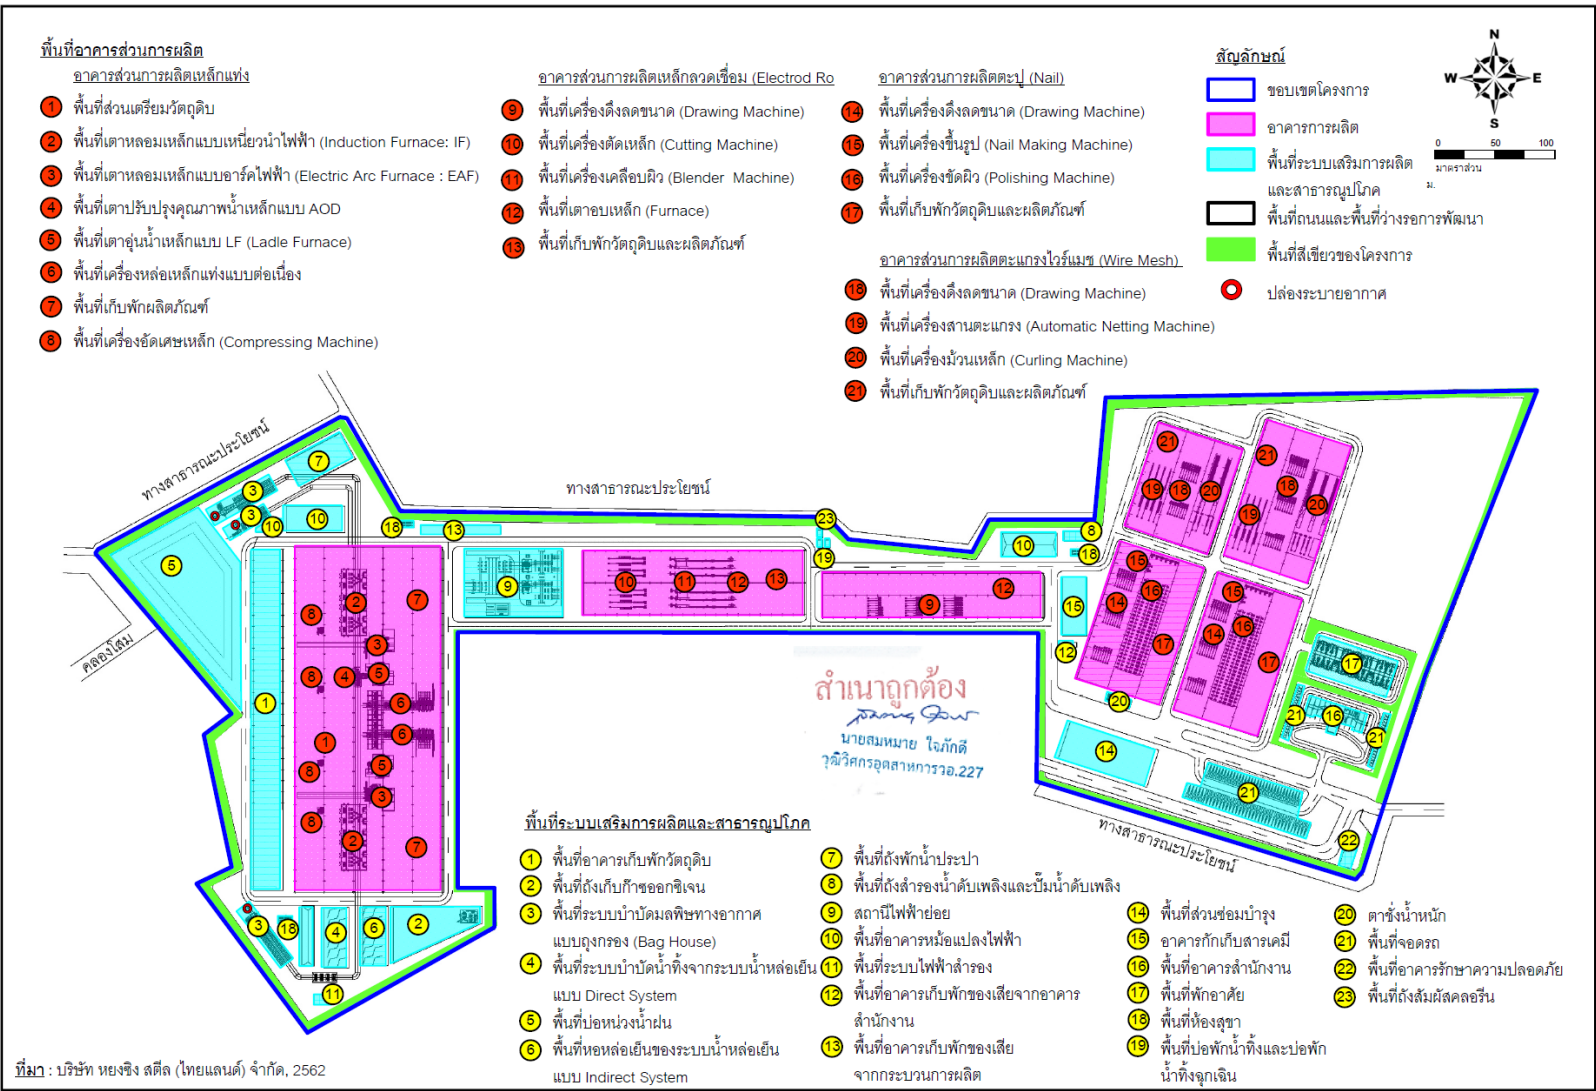 พื้นที่อาคารส่วนการผลิต
อาคารส่วนการผลิตเหล็กแท่ง
1 พื้นที่ส่วนเตรียมวัตถุดิบ
2 พื้นที่เตาหลอมเหล็กแบบเหนี่ยวนำไฟฟ้า (Induction Furnace: IF)
3 พื้นที่เตาหลอมเหล็กแบบอาร์คไฟฟ้า (Electric Arc Furnace : EAF)
4 พื้นที่เตาปรับปรุงคุณภาพน้ำเหล็กแบบ AOD
5 พื้นที่เตาอุ่นน้ำเหล็กแบบ LF (Ladle Furnace)
6 พื้นที่เครื่องหล่อเหล็กแท่งแบบต่อเนื่อง
7 พื้นที่เก็บพักผลิตภัณฑ์
8 พื้นที่เครื่องอัดเศษเหล็ก (Compressing Machine)
อาคารส่วนการผลิตเหล็กลวดเชื่อม (Electrod Ro
9 พื้นที่เครื่องดึงลดขนาด (Drawing Machine)
10 พื้นที่เครื่องตัดเหล็ก (Cutting Machine)
11 พื้นที่เครื่องเคลือบผิว (Blender Machine)
12 พื้นที่เตาอบเหล็ก (Furnace)
13 พื้นที่เก็บพักวัตถุดิบและผลิตภัณฑ์
อาคารส่วนการผลิตตะปู (Nail)
14 พื้นที่เครื่องดึงลดขนาด (Drawing Machine)
15 พื้นที่เครื่องขึ้นรูป (Nail Making Machine)
16 พื้นที่เครื่องขัดผิว (Polishing Machine)
17 พื้นที่เก็บพักวัตถุดิบและผลิตภัณฑ์
อาคารส่วนการผลิตตะแกรงไวร์แมช (Wire Mesh)
18 พื้นที่เครื่องดึงลดขนาด (Drawing Machine)
19 พื้นที่เครื่องสานตะแกรง (Automatic Netting Machine)
20 พื้นที่เครื่องม้วนเหล็ก (Curling Machine)
21 พื้นที่เก็บพักวัตถุดิบและผลิตภัณฑ์
สัญลักษณ์
ขอบเขตโครงการ
อาคารการผลิต
พื้นที่ระบบเสริมการผลิต
และสาธารณูปโภค
พื้นที่ถนนและพื้นที่ว่างรอการพัฒนา
พื้นที่สีเขียวของโครงการ
ปล่องระบายอากาศ
N
W E
S
0 50 100
มาตราส่วน
ม.
ทางสาธารณะประโยชน์
ทางสาธารณะประโยชน์
คลองโสม
ทางสาธารณะประโยชน์
สำเนาถูกต้อง
นายสมหมาย ใจภักดี
วุฒิวิศกรอุตสาหการวอ.227
พื้นที่ระบบเสริมการผลิตและสาธารณูปโภค
1 พื้นที่อาคารเก็บพักวัตถุดิบ
2 พื้นที่ถังเก็บก๊าซออกซิเจน
3 พื้นที่ระบบบำบัดมลพิษทางอากาศ
แบบถุงกรอง (Bag House)
4 พื้นที่ระบบบำบัดน้ำทิ้งจากระบบน้ำหล่อเย็น
แบบ Direct System
5 พื้นที่บ่อหน่วงน้ำฝน
6 พื้นที่หอหล่อเย็นของระบบน้ำหล่อเย็น
แบบ Indirect System
7 พื้นที่ถังพักน้ำประปา
8 พื้นที่ถังสำรองน้ำดับเพลิงและปั๊มน้ำดับเพลิง
9 สถานีไฟฟ้าย่อย
10 พื้นที่อาคารหม้อแปลงไฟฟ้า
11 พื้นที่ระบบไฟฟ้าสำรอง
12 พื้นที่อาคารเก็บพักของเสียจากอาคาร
สำนักงาน
13 พื้นที่อาคารเก็บพักของเสีย
จากกระบวนการผลิต
14 พื้นที่ส่วนซ่อมบำรุง
15 อาคารกักเก็บสารเคมี
16 พื้นที่อาคารสำนักงาน
17 พื้นที่พักอาศัย
18 พื้นที่ห้องสุขา
19 พื้นที่บ่อพักน้ำทิ้งและบ่อพัก
น้ำทิ้งฉุกเฉิน
20 ตาชั่งน้ำหนัก
21 พื้นที่จอดรถ
22 พื้นที่อาคารรักษาความปลอดภัย
23 พื้นที่ถังสัมผัสคลอรีน
ที่มา : บริษัท หยงซิง สตีล (ไทยแลนด์) จำกัด, 2562